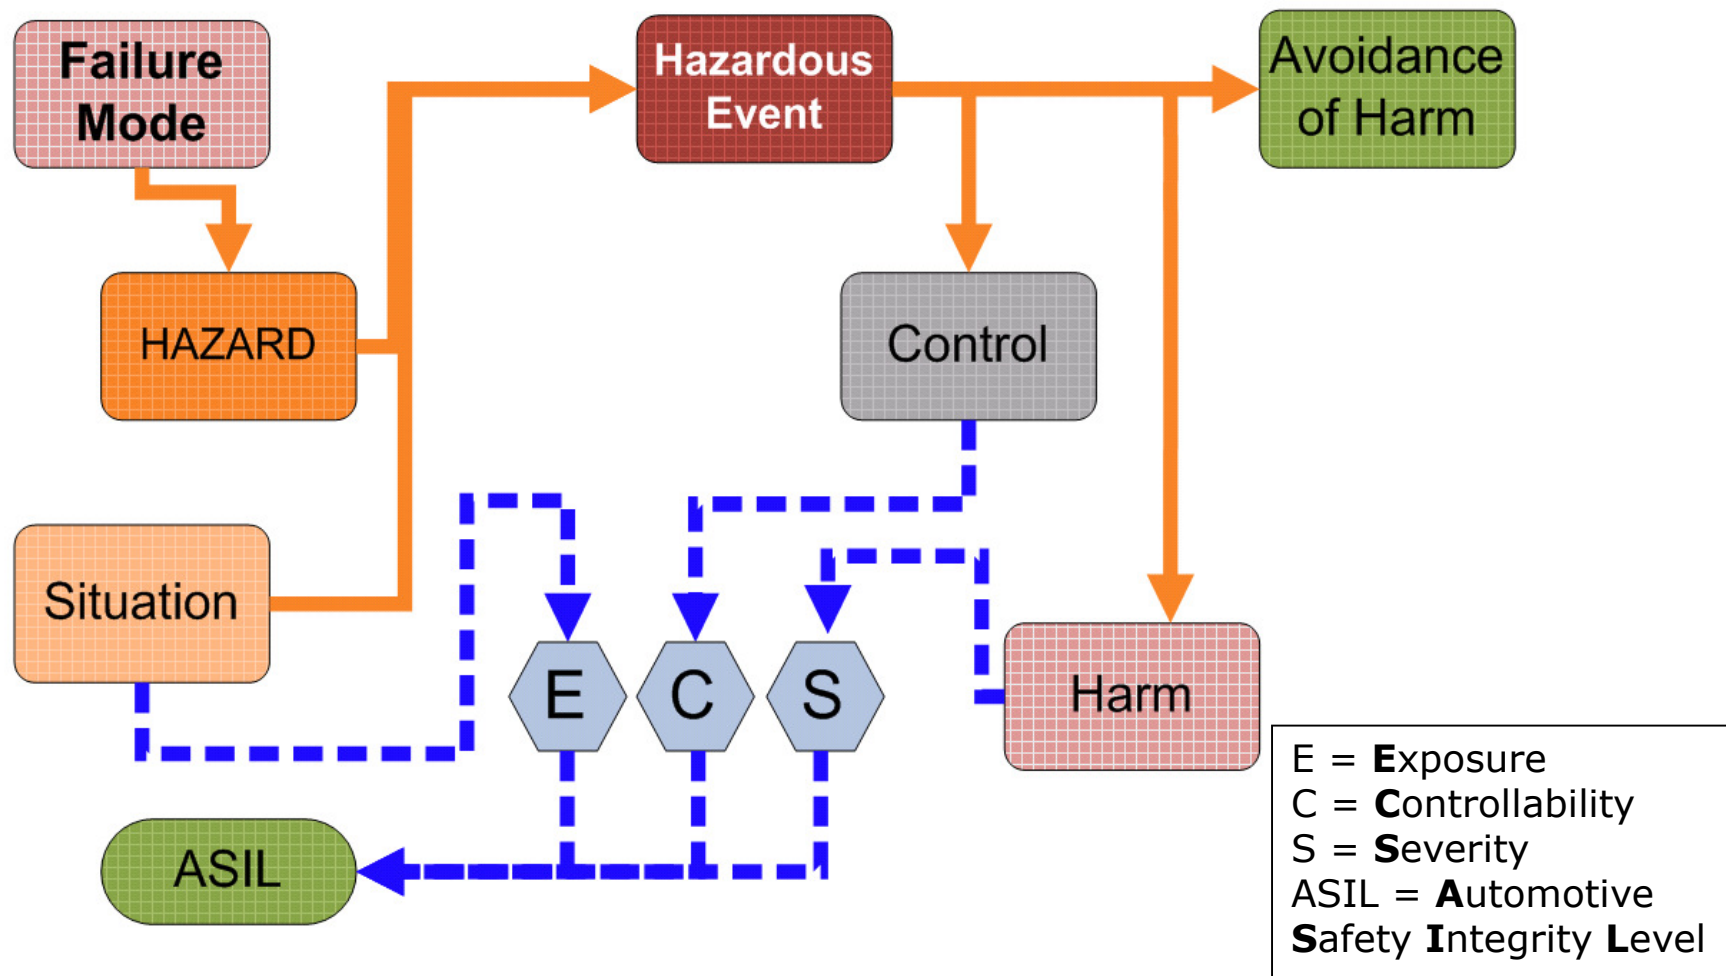 Failure
Mode
Hazardous
Event
Avoidance
of Harm
HAZARD
Control
Situation
E
C
S
Harm
ASIL
E = Exposure
C = Controllability
S = Severity
ASIL = Automotive
Safety Integrity Level